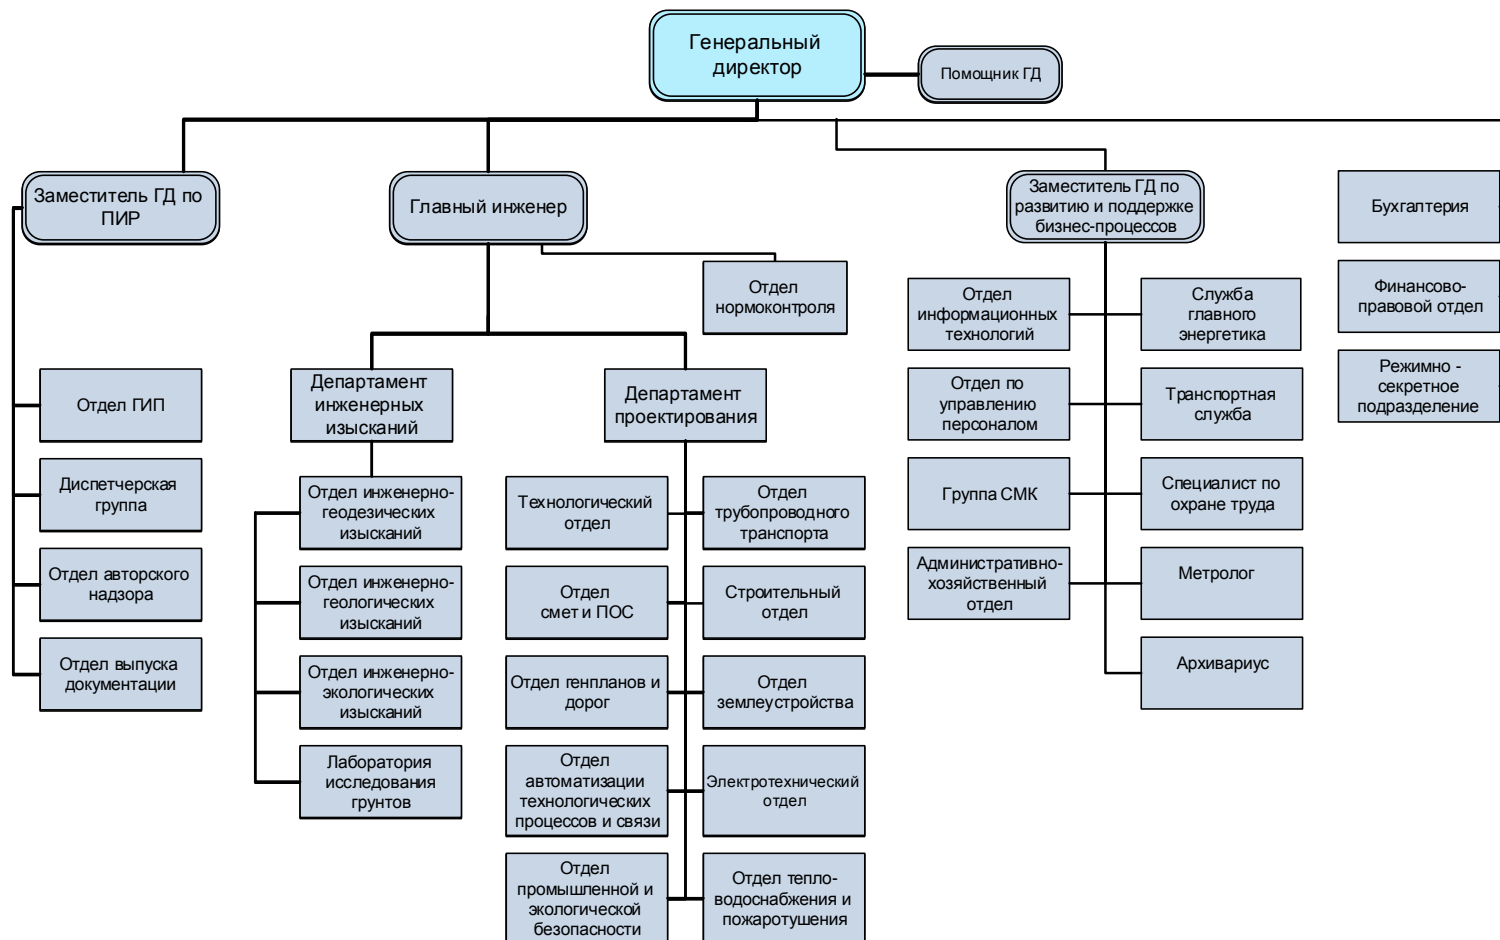 Генеральный
директор
Помощник ГД
Заместитель ГД по
ПИР
Главный инженер
Заместитель ГД по
развитию и поддержке
бизнес-процессов
Бухгалтерия
Отдел
нормоконтроля
Отдел
информационных
технологий
Служба
главного
энергетика
Финансово-
правовой отдел
Отдел ГИП
Департамент
инженерных
изысканий
Департамент
проектирования
Отдел по
управлению
персоналом
Транспортная
служба
Режимно -
секретное
подразделение
Диспетчерская
группа
Отдел инженерно-
геодезических
изысканий
Технологический
отдел
Отдел
трубопроводного
транспорта
Группа СМК
Специалист по
охране труда
Отдел авторского
надзора
Отдел инженерно-
геологических
изысканий
Отдел
смет и ПОС
Строительный
отдел
Административно-
хозяйственный
отдел
Метролог
Отдел выпуска
документации
Отдел инженерно-
экологических
изысканий
Отдел генпланов и
дорог
Отдел
землеустройства
Архивариус
Лаборатория
исследования
грунтов
Отдел
автоматизации
технологических
процессов и связи
Электротехнический
отдел
Отдел
промышленной и
экологической
безопасности
Отдел тепло-
водоснабжения и
пожаротушения